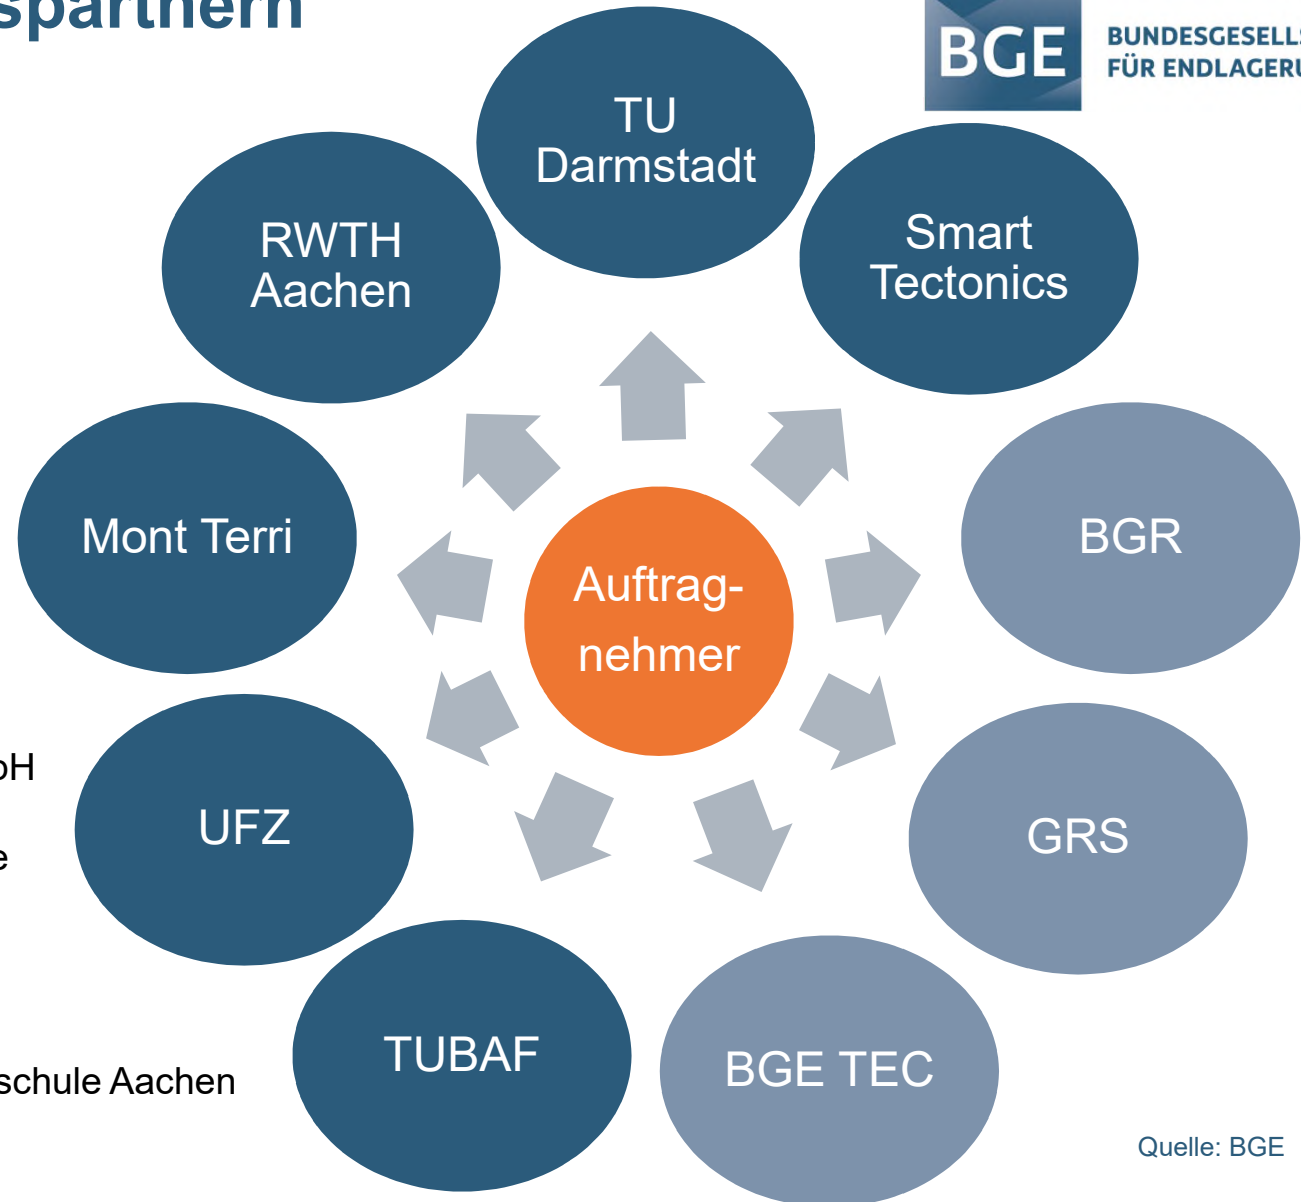 spartnern
BGE
BUNDESGESELLS
FÜR ENDLAGERU
TU
Darmstadt
RWTH
Aachen
Smart
Tectonics
Mont Terri
BGR
Auftrag-
nehmer
bH
UFZ
GRS
e
TUBAF
BGE TEC
schule Aachen
Quelle: BGE